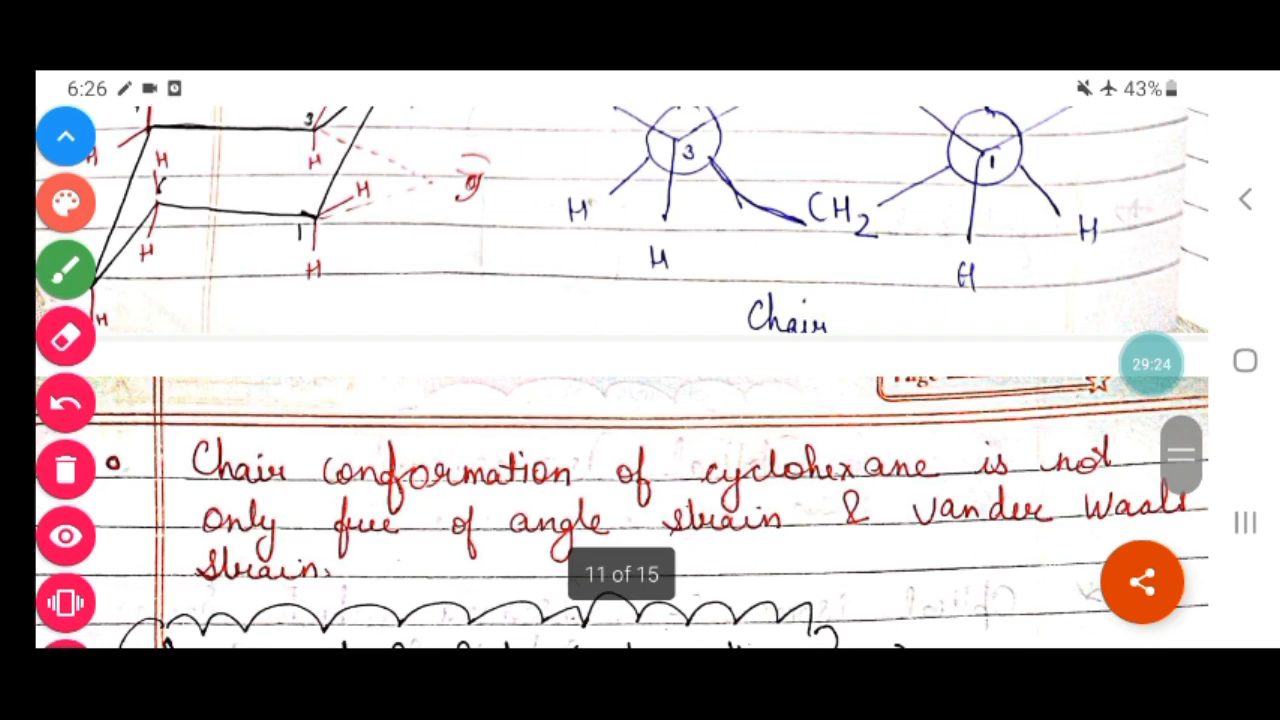 6:26
43%
3
H
H
H
H
H
H
H
H
1
3
H
H
CH2
1
H
H
Chair
29:24
Chair conformation of cyclohexane is not
only free of angle strain & vander Waals
strain.
11 of 15